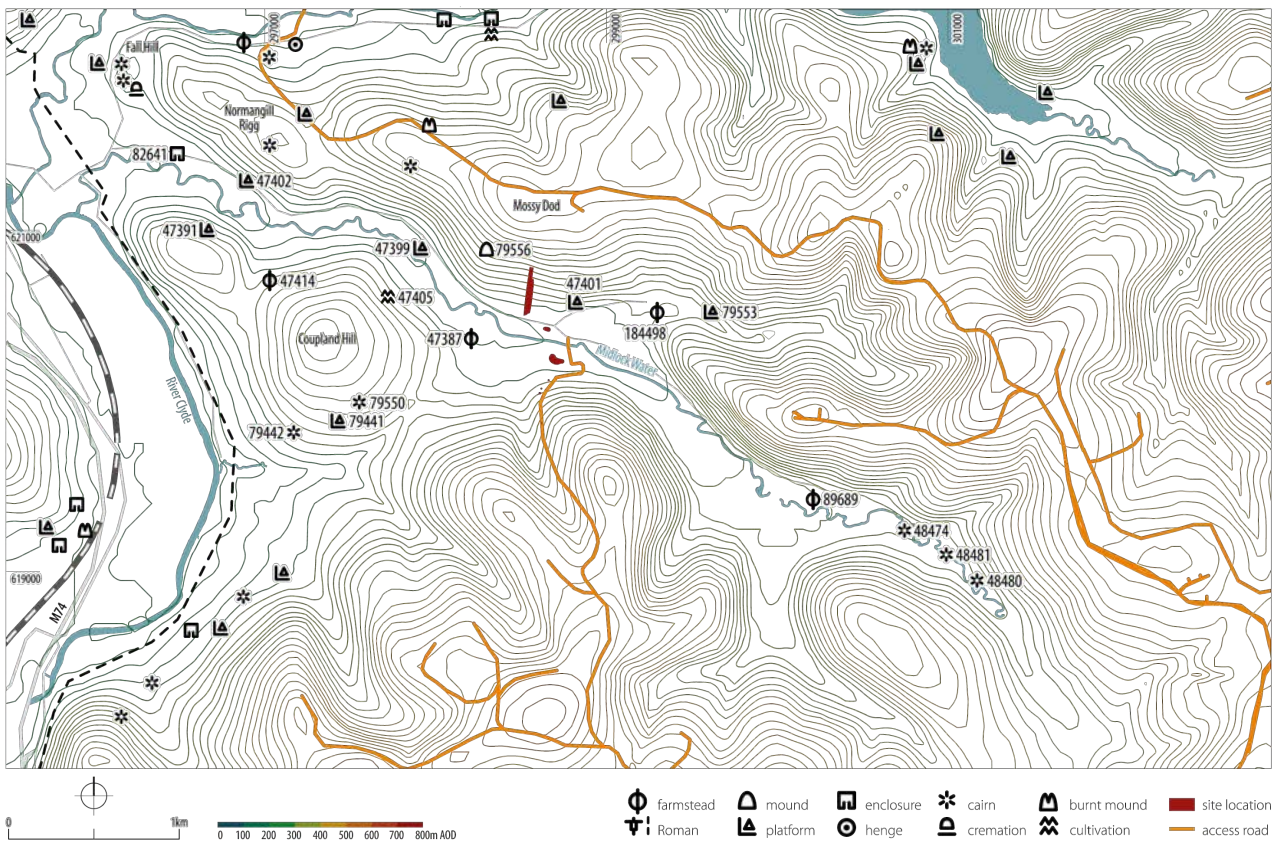 297000
299000
301000
Fall Hill
Normangill
Rigg
82641
47402
Mossy Dod
47391
621000
47399
79556
47414
47401
47405
79553
184498
Coupland Hill
47387
Midlock Water
River Clyde
79550
79441
79442
89689
48474
48481
619000
48480
M74
farmstead
mound
enclosure
cairn
burnt mound
site location
Roman
platform
henge
cremation
cultivation
access road
0
1km
0 100 200 300 400 500 600 700 800m AOD